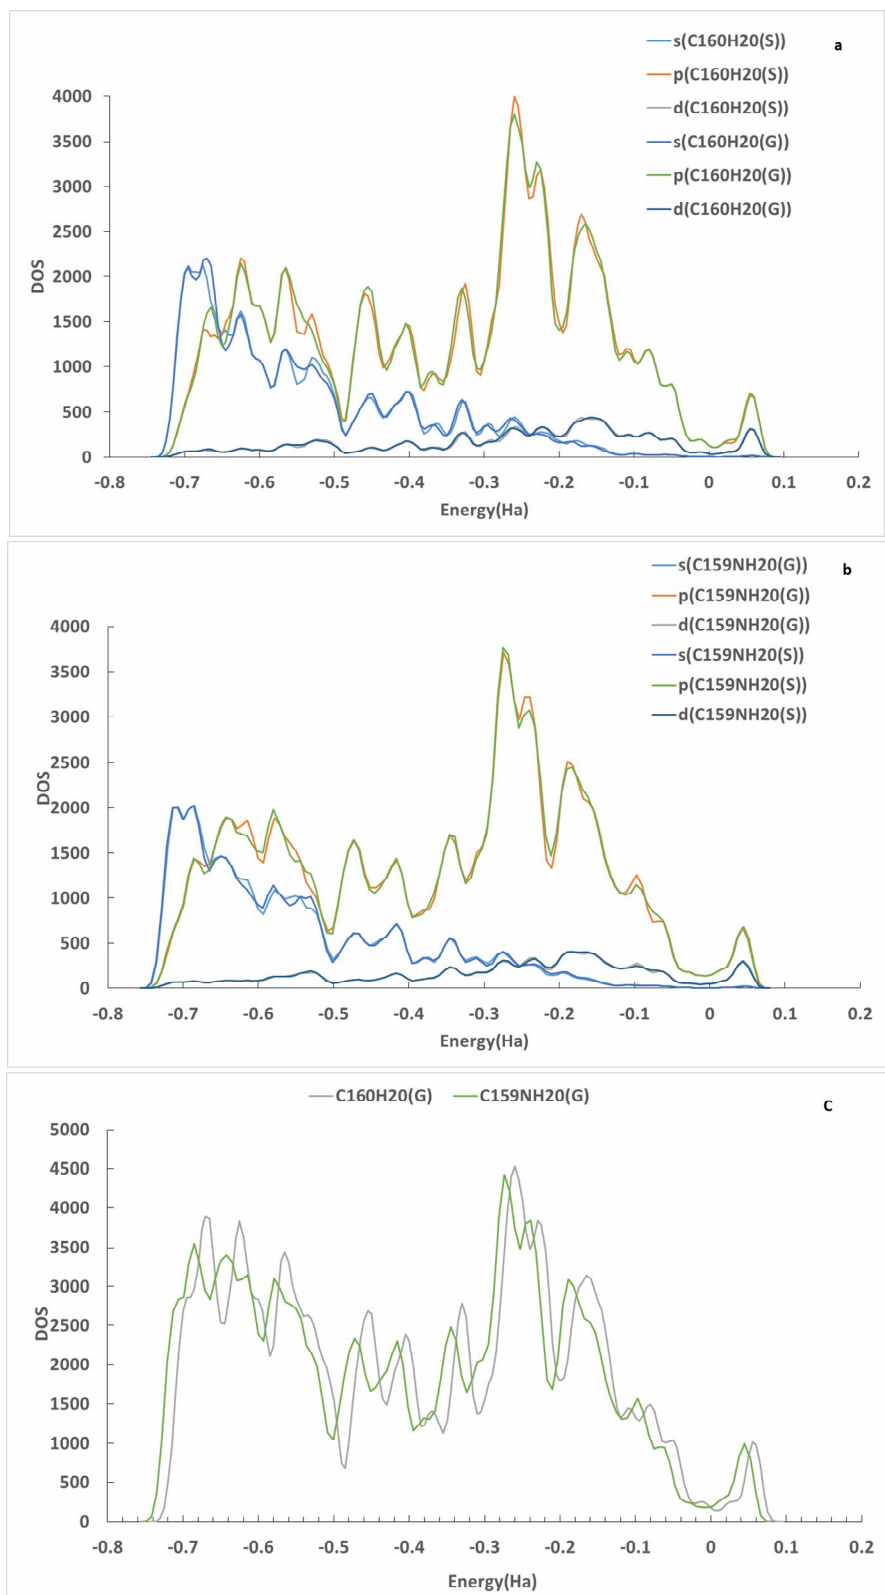 a
s(C160H20(S))
p(C160H20(S))
d(C160H20(S))
s(C160H20(G))
p(C160H20(G))
d(C160H20(G))
4000
3500
3000
2500
2000
1500
1000
500
0
DOS
-0.8 -0.7 -0.6 -0.5 -0.4 -0.3 -0.2 -0.1 0 0.1 0.2
Energy(Ha)
b
s(C159NH20(G))
p(C159NH20(G))
d(C159NH20(G))
s(C159NH20(S))
p(C159NH20(S))
d(C159NH20(S))
4000
3500
3000
2500
2000
1500
1000
500
0
DOS
-0.8 -0.7 -0.6 -0.5 -0.4 -0.3 -0.2 -0.1 0 0.1 0.2
Energy(Ha)
C160H20(G) C159NH20(G)
C
5000
4500
4000
3500
3000
2500
2000
1500
1000
500
0
DOS
-0.8 -0.7 -0.6 -0.5 -0.4 -0.3 -0.2 -0.1 0 0.1 0.2
Energy(Ha)